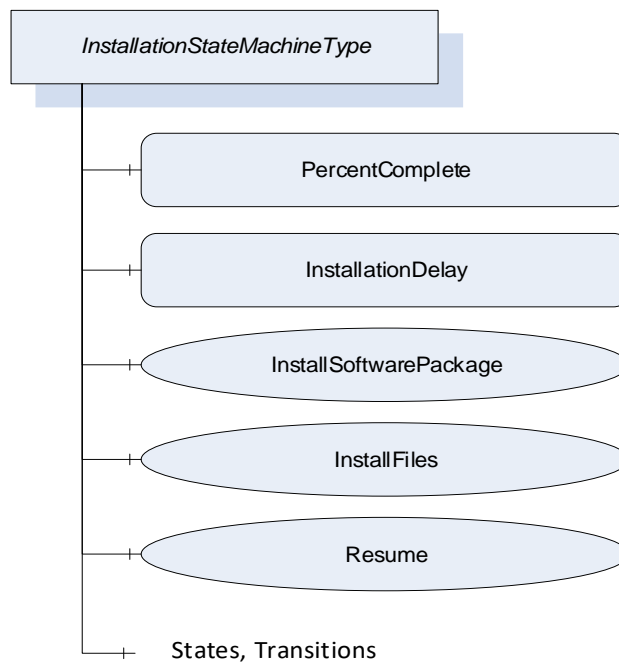 InstallationStateMachineType
PercentComplete
InstallationDelay
InstallSoftwarePackage
InstallFiles
Resume
States, Transitions